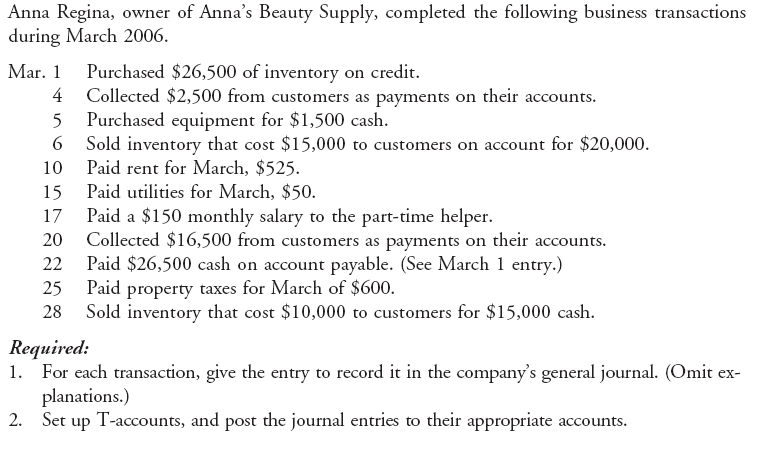 Anna Regina, owner of Anna's Beauty Supply, completed the following business transactions
during March 2006.
Mar. 1 Purchased $26,500 of inventory on credit.
4 Collected $2,500 from customers as payments on their accounts.
5 Purchased equipment for $1,500 cash.
6 Sold inventory that cost $15,000 to customers on account for $20,000.
10 Paid rent for March, $525.
15 Paid utilities for March, $50.
17 Paid a $150 monthly salary to the part-time helper.
20 Collected $16,500 from customers as payments on their accounts.
22 Paid $26,500 cash on account payable. (See March 1 entry.)
25 Paid property taxes for March of $600.
28 Sold inventory that cost $10,000 to customers for $15,000 cash.
Required:
1. For each transaction, give the entry to record it in the company's general journal. (Omit ex-
planations.)
2. Set up T-accounts, and post the journal entries to their appropriate accounts.